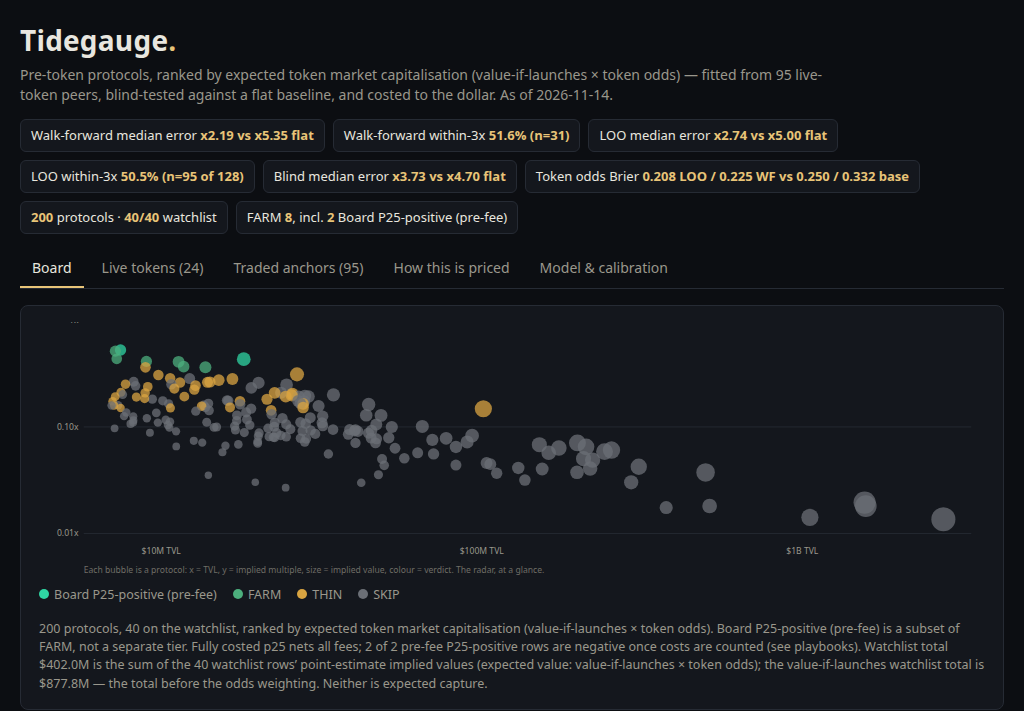 Tidegauge.
Pre-token protocols, ranked by expected token market capitalisation (value-if-launches × token odds) — fitted from 95 live-
token peers, blind-tested against a flat baseline, and costed to the dollar. As of 2026-11-14.
Walk-forward median error x2.19 vs x5.35 flat
Walk-forward within-3x 51.6% (n=31)
LOO median error x2.74 vs x5.00 flat
LOO within-3x 50.5% (n=95 of 128)
Blind median error x3.73 vs x4.70 flat
Token odds Brier 0.208 LOO / 0.225 WF vs 0.250 / 0.332 base
200 protocols · 40/40 watchlist
FARM 8, incl. 2 Board P25-positive (pre-fee)
Board
Live tokens (24)
Traded anchors (95)
How this is priced
Model & calibration
...
0.10x
0.01x
$10M TVL
$100M TVL
$1B TVL
Each bubble is a protocol: x = TVL, y = implied multiple, size = implied value, colour = verdict. The radar, at a glance.
Board P25-positive (pre-fee)
FARM
THIN
SKIP
200 protocols, 40 on the watchlist, ranked by expected token market capitalisation (value-if-launches × token odds). Board P25-positive (pre-fee) is a subset of
FARM, not a separate tier. Fully costed p25 nets all fees; 2 of 2 pre-fee P25-positive rows are negative once costs are counted (see playbooks). Watchlist total
$402.0M is the sum of the 40 watchlist rows’ point-estimate implied values (expected value: value-if-launches × token odds); the value-if-launches watchlist total is
$877.8M — the total before the odds weighting. Neither is expected capture.